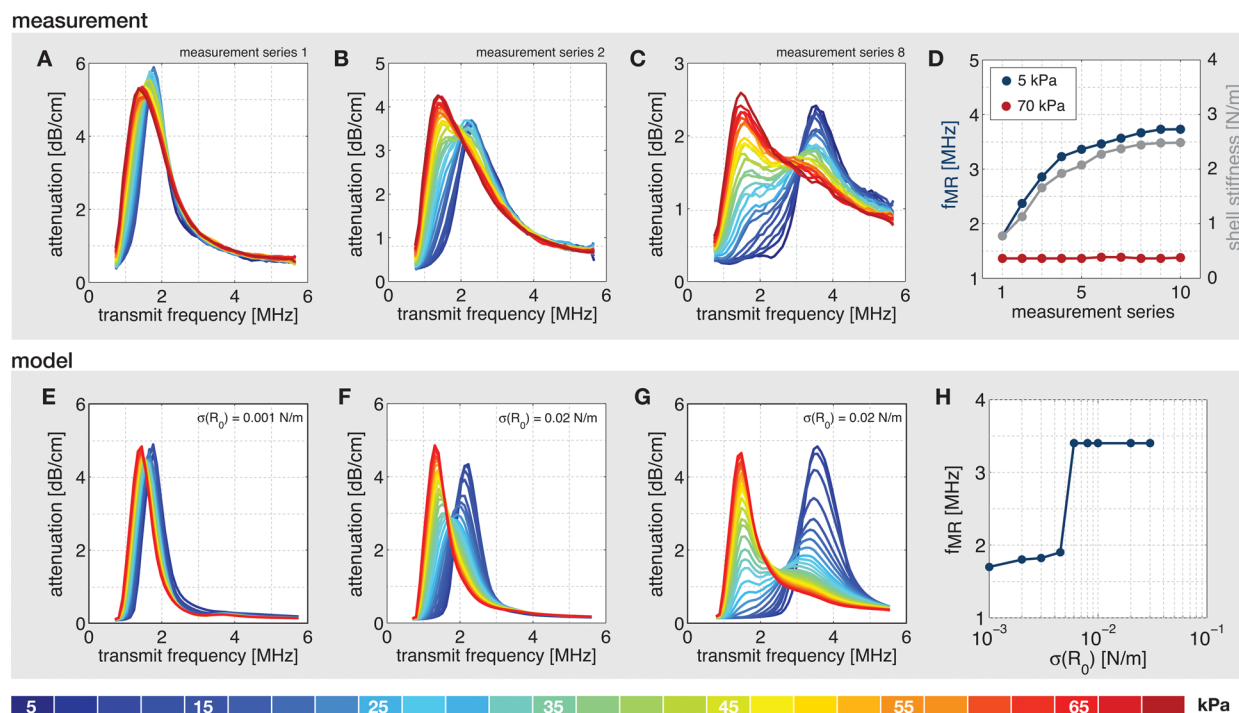 measurement
A
measurement series 1
attenuation [dB/cm]
6
4
2
0
0 2 4 6
transmit frequency [MHz]
B
measurement series 2
attenuation [dB/cm]
5
4
3
2
1
0
0 2 4 6
transmit frequency [MHz]
C
measurement series 8
attenuation [dB/cm]
3
2
1
0
0 2 4 6
transmit frequency [MHz]
D
5 kPa
70 kPa
fMR [MHz]
5
4
3
2
1
shell stiffness [N/m]
4
3
2
1
0
1 5 10
measurement series
model
E
σ(R0) = 0.001 N/m
attenuation [dB/cm]
6
4
2
0
0 2 4 6
transmit frequency [MHz]
F
σ(R0) = 0.02 N/m
attenuation [dB/cm]
6
4
2
0
0 2 4 6
transmit frequency [MHz]
G
σ(R0) = 0.02 N/m
attenuation [dB/cm]
6
4
2
0
0 2 4 6
transmit frequency [MHz]
H
fMR [MHz]
4
3
2
1
10−3 10−2 10−1
σ(R0) [N/m]
5 15 25 35 45 55 65 kPa